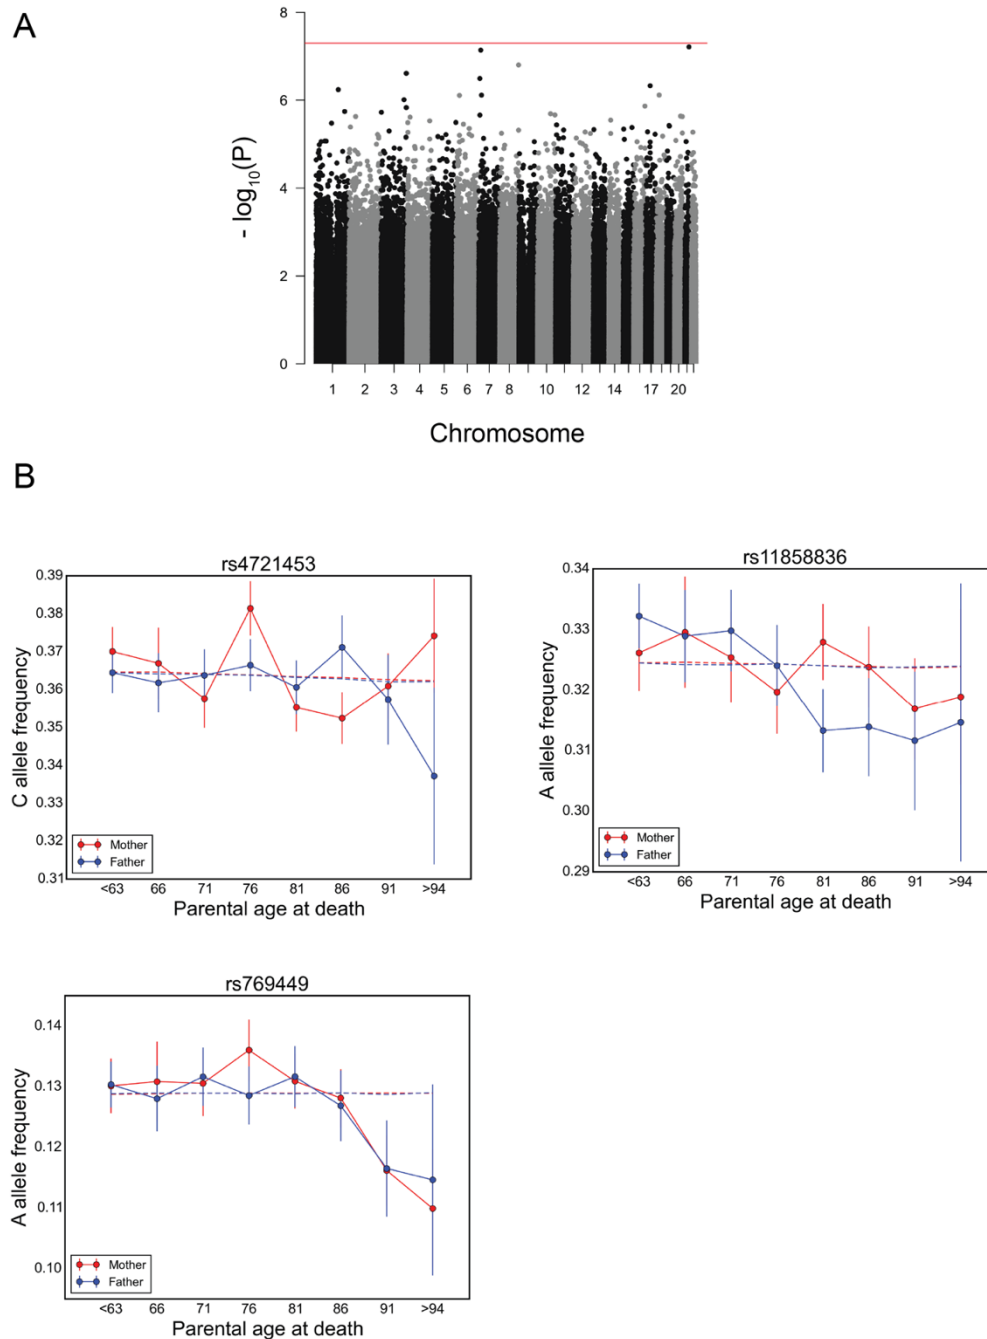 A
8
6
4
2
0
- log10(P)
1 2 3 4 5 6 7 8 10 12 14 17 20
Chromosome
B
rs4721453
0.39
0.38
0.37
0.36
0.35
0.34
0.33
0.32
0.31
C allele frequency
Mother
Father
<63 66 71 76 81 86 91 >94
Parental age at death
rs11858836
0.34
0.33
0.32
0.31
0.30
0.29
A allele frequency
Mother
Father
<63 66 71 76 81 86 91 >94
Parental age at death
rs769449
0.14
0.13
0.12
0.11
0.10
A allele frequency
Mother
Father
<63 66 71 76 81 86 91 >94
Parental age at death